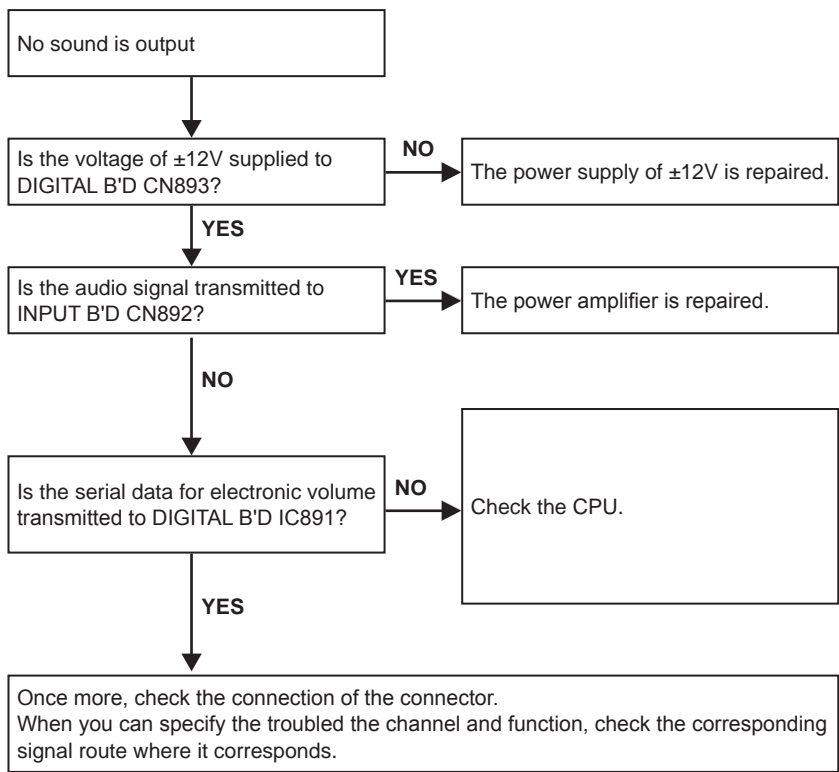 No sound is output
Is the voltage of ±12V supplied to
DIGITAL B'D CN893?
NO
The power supply of ±12V is repaired.
YES
Is the audio signal transmitted to
INPUT B'D CN892?
YES
The power amplifier is repaired.
NO
Is the serial data for electronic volume
transmitted to DIGITAL B'D IC891?
NO
Check the CPU.
YES
Once more, check the connection of the connector.
When you can specify the troubled the channel and function, check the corresponding
signal route where it corresponds.